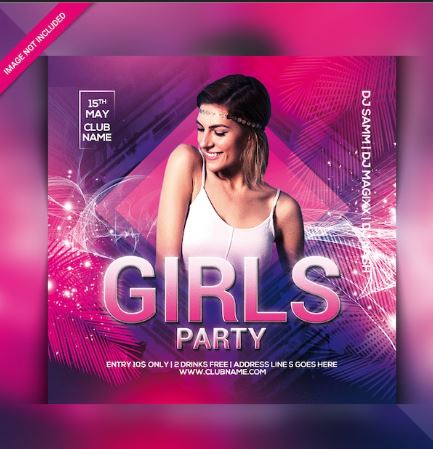 IMAGE NOT INCLUDED
15TH
MAY
CLUB
NAME
DJ SAMM | DJ MAGIXX |
GIRLS
PARTY
ENTRY 10$ ONLY | 2 DRINKS FREE | ADDRESS LINE 5 GOES HERE
WWW.CLUBNAME.COM